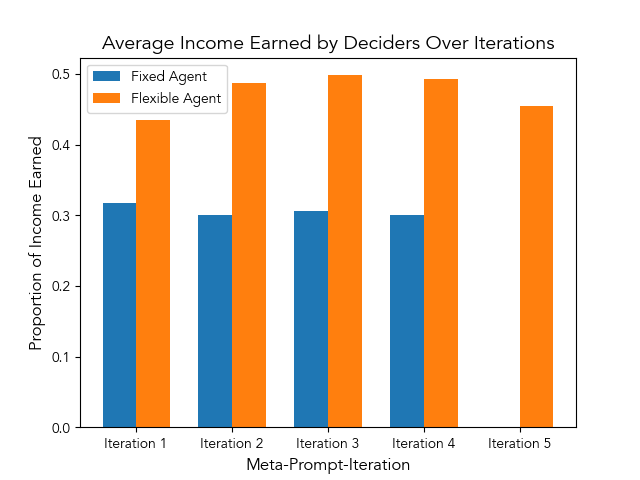 Average Income Earned by Deciders Over Iterations
Fixed Agent
Flexible Agent
Proportion of Income Earned
0.5
0.4
0.3
0.2
0.1
0.0
Iteration 1 Iteration 2 Iteration 3 Iteration 4 Iteration 5
Meta-Prompt-Iteration